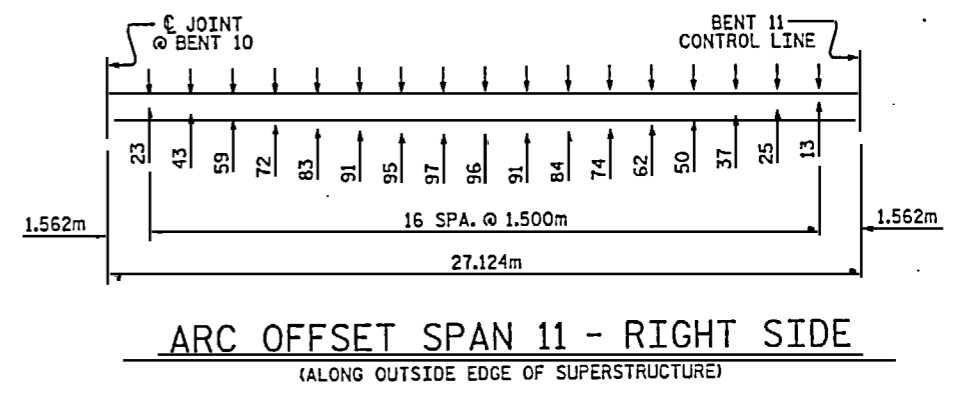 ℄ JOINT
@ BENT 10
BENT 11
CONTROL LINE
23 43 59 72 83 91 95 97 96 91 84 74 62 50 37 25 13
1.562m
16 SPA. @ 1.500m
1.562m
27.124m
ARC OFFSET SPAN 11 - RIGHT SIDE
(ALONG OUTSIDE EDGE OF SUPERSTRUCTURE)